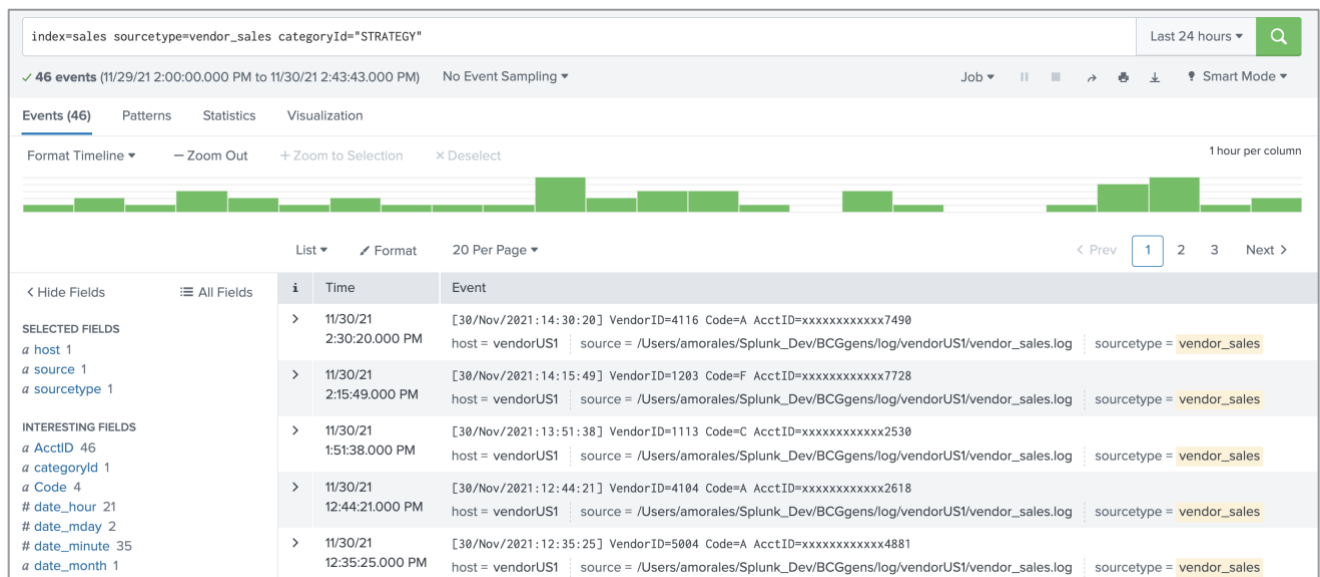 index=sales sourcetype=vendor_sales categoryId="STRATEGY"
Last 24 hours
46 events (11/29/21 2:00:00.000 PM to 11/30/21 2:43:43.000 PM)
No Event Sampling
Job
Smart Mode
Events (46)
Patterns
Statistics
Visualization
Format Timeline
— Zoom Out
+ Zoom to Selection
× Deselect
1 hour per column
List
Format
20 Per Page
< Prev
1
2
3
Next >
< Hide Fields
All Fields
i
Time
Event
SELECTED FIELDS
a host 1
a source 1
a sourcetype 1
INTERESTING FIELDS
a AcctID 46
a categoryId 1
a Code 4
# date_hour 21
# date_mday 2
# date_minute 35
a date_month 1
> 11/30/21
2:30:20.000 PM
[30/Nov/2021:14:30:20] VendorID=4116 Code=A AcctID=xxxxxxxxxxxx7490
host = vendorUS1 source = /Users/amorales/Splunk_Dev/BCGgens/log/vendorUS1/vendor_sales.log sourcetype = vendor_sales
> 11/30/21
2:15:49.000 PM
[30/Nov/2021:14:15:49] VendorID=1203 Code=F AcctID=xxxxxxxxxxxx7728
host = vendorUS1 source = /Users/amorales/Splunk_Dev/BCGgens/log/vendorUS1/vendor_sales.log sourcetype = vendor_sales
> 11/30/21
1:51:38.000 PM
[30/Nov/2021:13:51:38] VendorID=1113 Code=C AcctID=xxxxxxxxxxxx2530
host = vendorUS1 source = /Users/amorales/Splunk_Dev/BCGgens/log/vendorUS1/vendor_sales.log sourcetype = vendor_sales
> 11/30/21
12:44:21.000 PM
[30/Nov/2021:12:44:21] VendorID=4104 Code=A AcctID=xxxxxxxxxxxx2618
host = vendorUS1 source = /Users/amorales/Splunk_Dev/BCGgens/log/vendorUS1/vendor_sales.log sourcetype = vendor_sales
> 11/30/21
12:35:25.000 PM
[30/Nov/2021:12:35:25] VendorID=5004 Code=A AcctID=xxxxxxxxxxxx4881
host = vendorUS1 source = /Users/amorales/Splunk_Dev/BCGgens/log/vendorUS1/vendor_sales.log sourcetype = vendor_sales